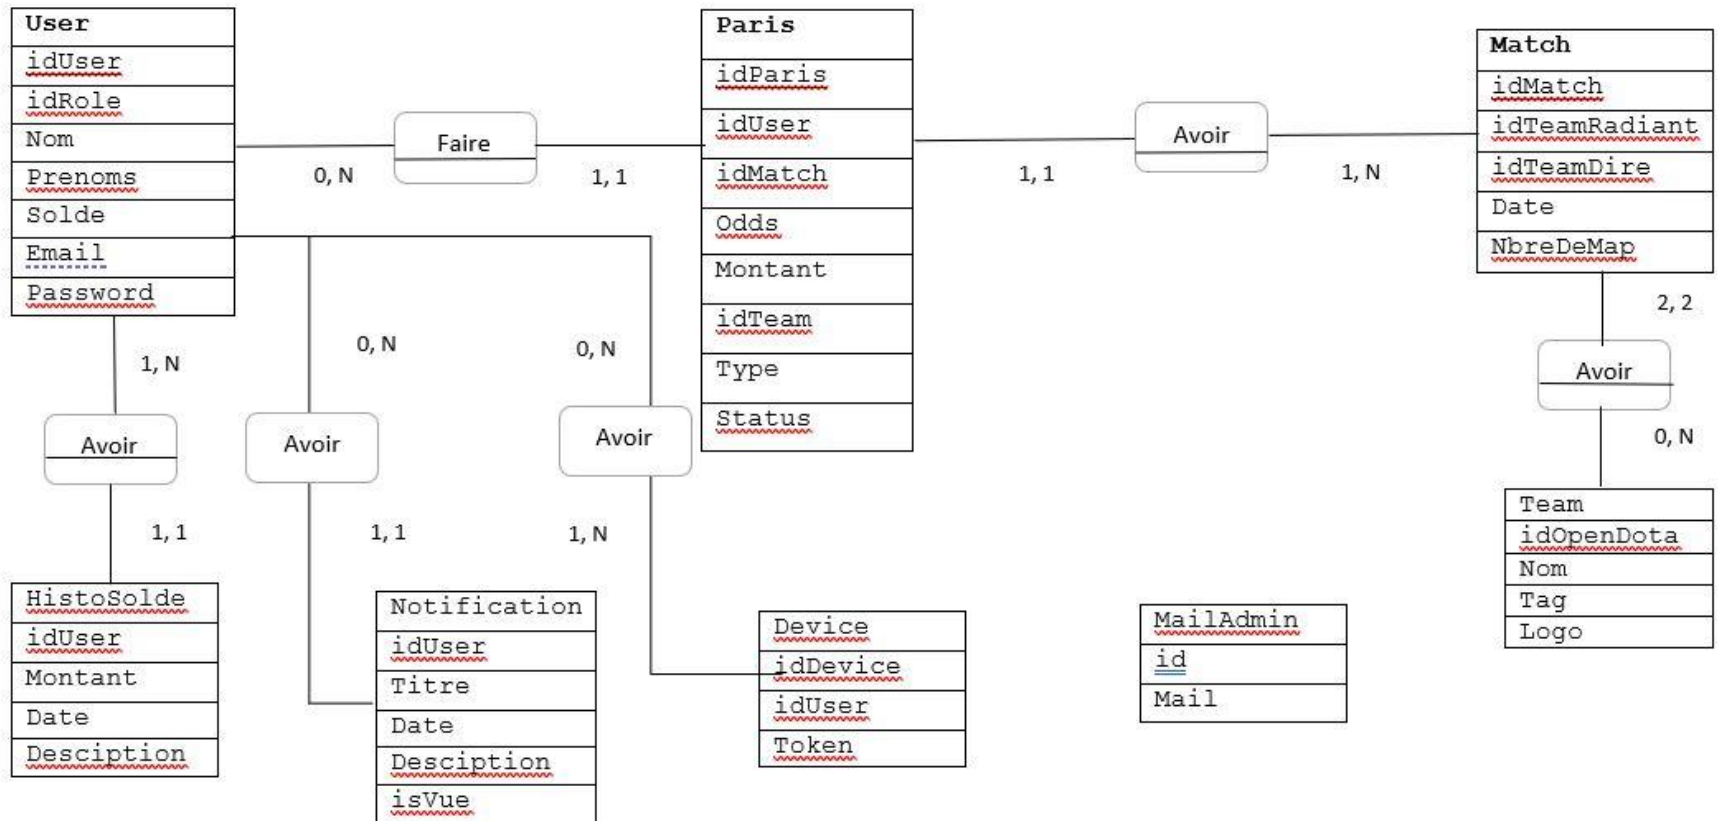 User
idUser
idRole
Nom
Prenoms
Solde
Email
Password
Faire
0, N
1, 1
Paris
idParis
idUser
idMatch
Odds
Montant
idTeam
Type
Status
Avoir
1, 1
1, N
Match
idMatch
idTeamRadiant
idTeamDire
Date
NbreDeMap
2, 2
Avoir
0, N
Team
idOpenDota
Nom
Tag
Logo
1, N
Avoir
1, 1
HistoSolde
idUser
Montant
Date
Desciption
0, N
Avoir
1, 1
Notification
idUser
Titre
Date
Desciption
isVue
0, N
Avoir
1, N
Device
idDevice
idUser
Token
MailAdmin
id
Mail